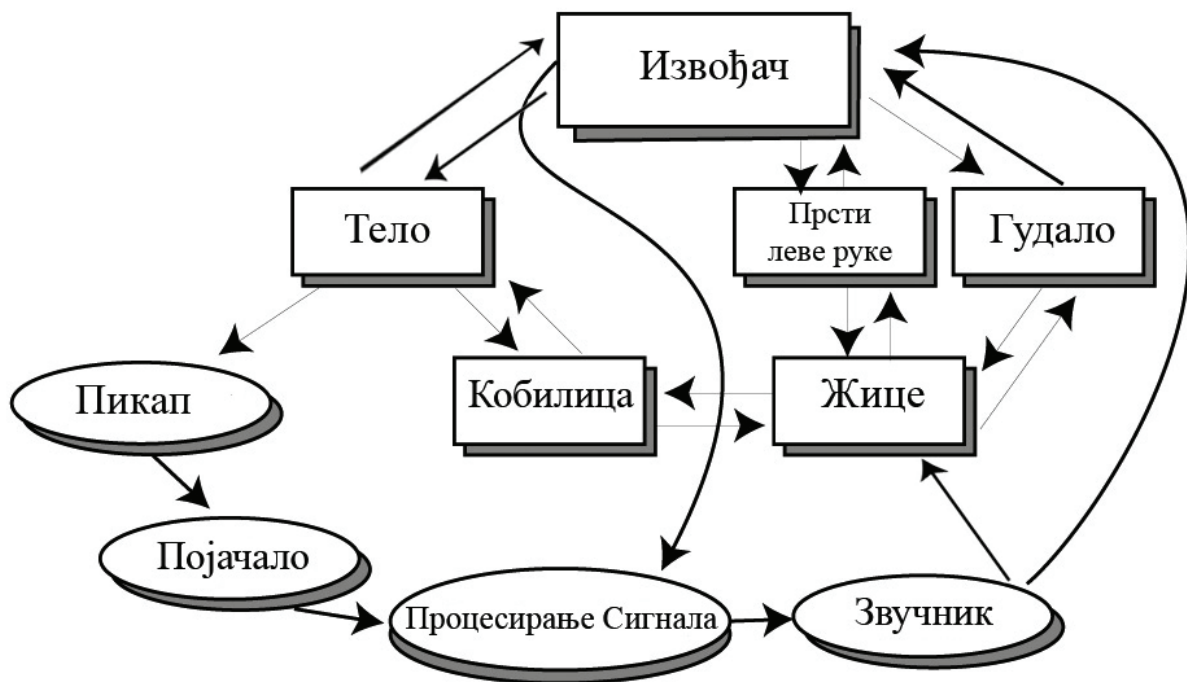 Извођач
Тело
Прсти
леве руке
Гудало
Пикап
Кобилица
Жице
Појачало
Процесирање Сигнала
Звучник